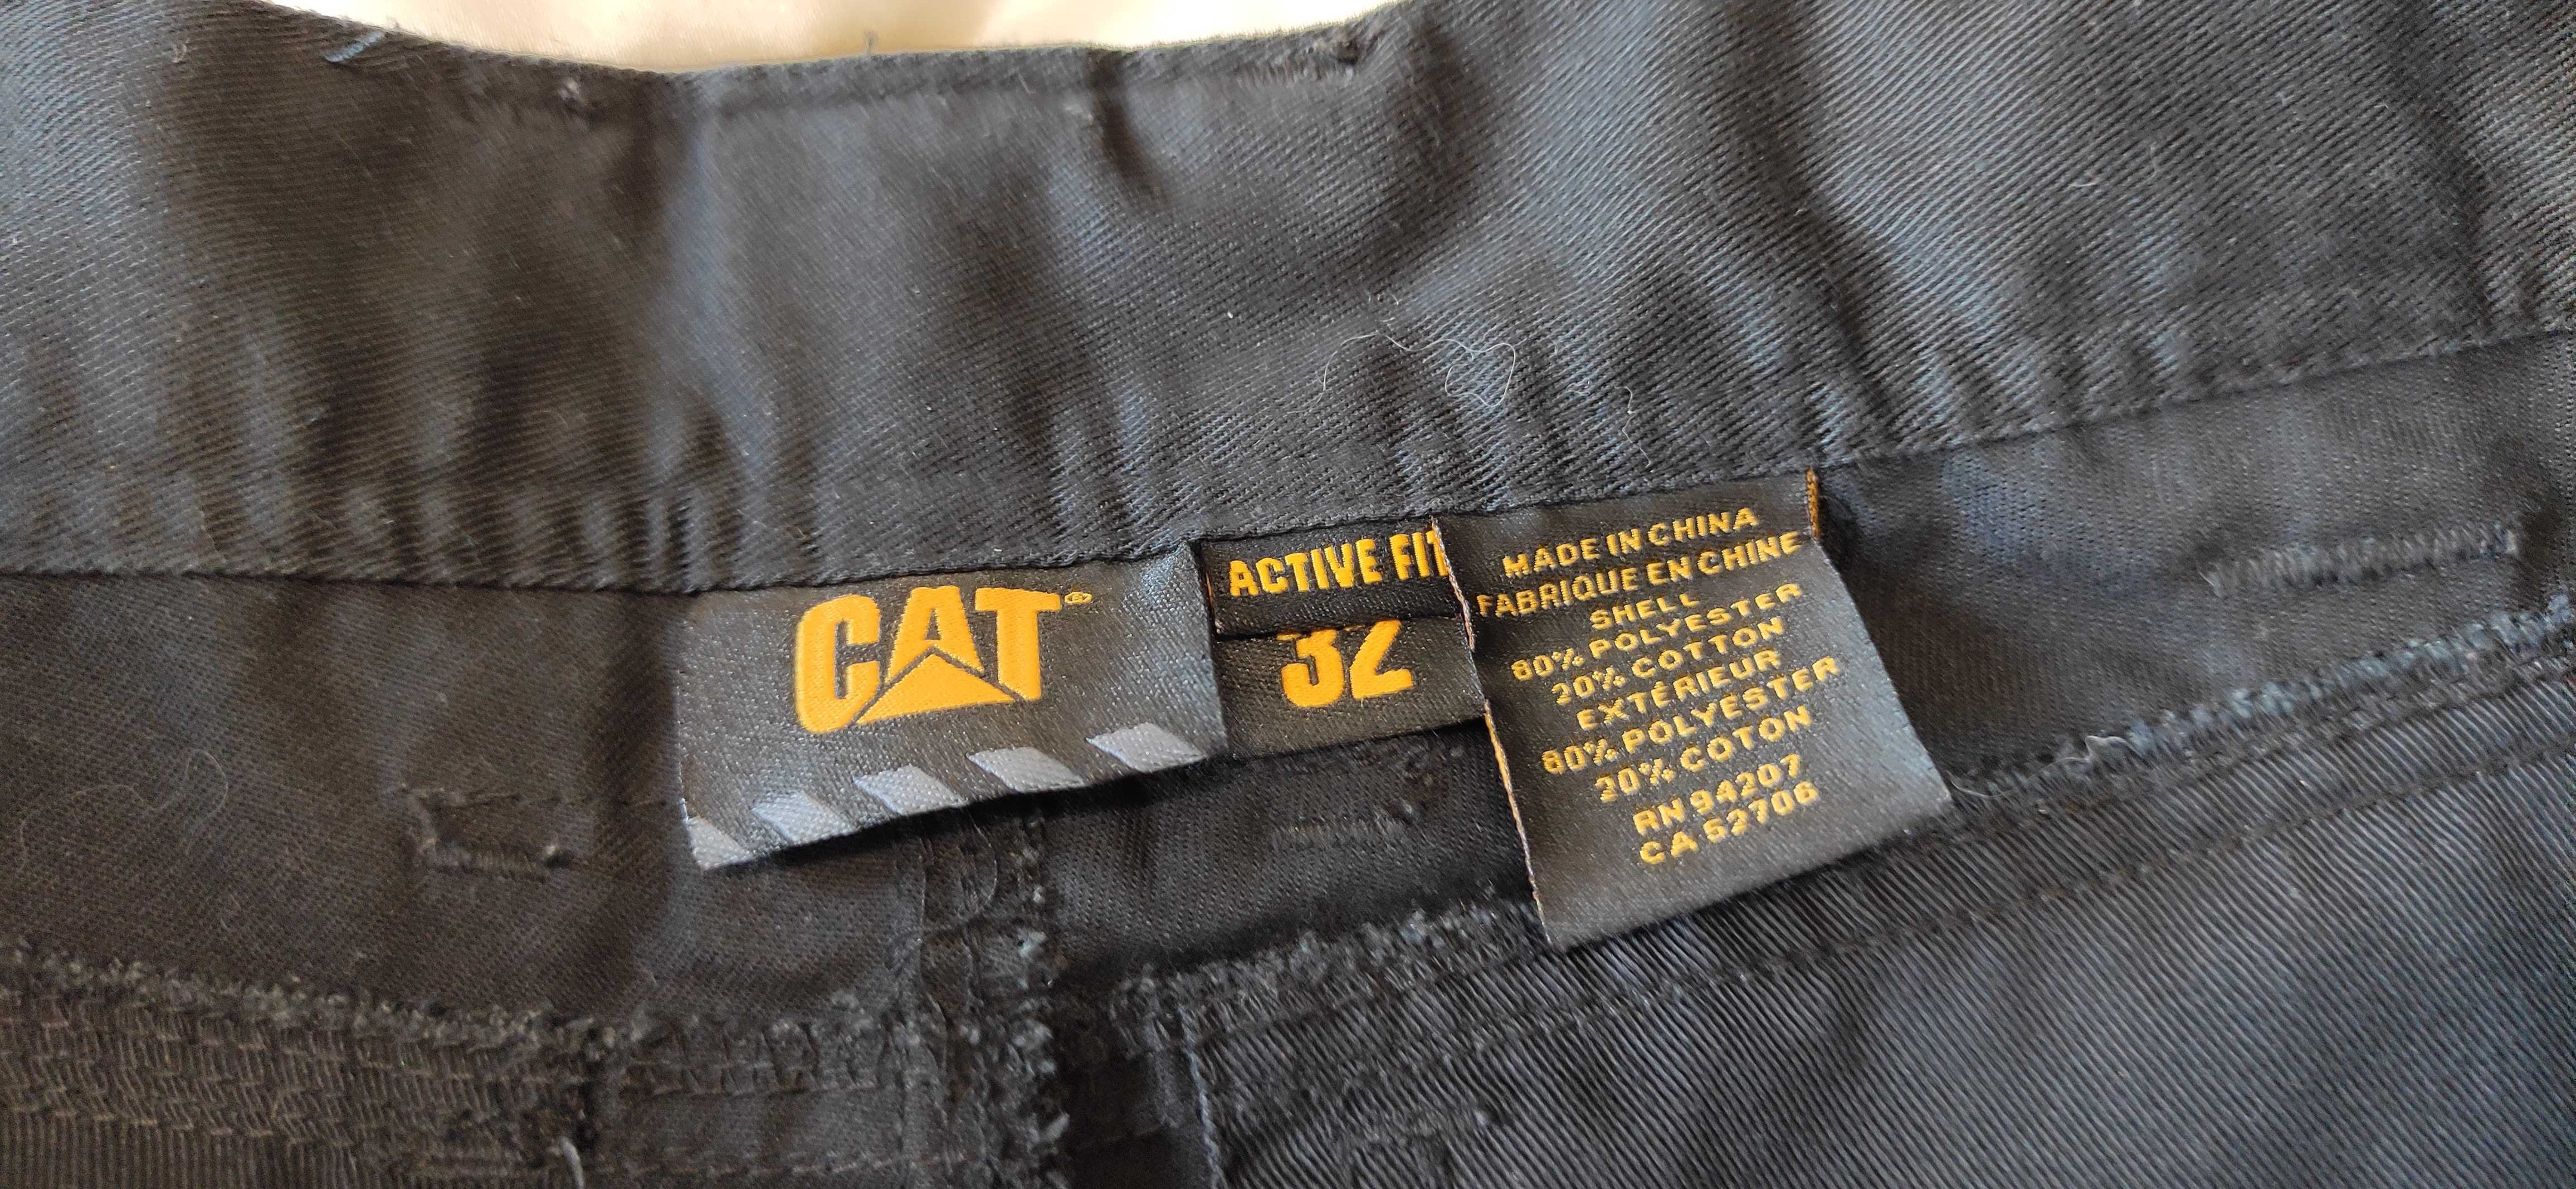 CAT®
ACTIVE FIT
32
MADE IN CHINA
FABRIQUE EN CHINE
SHELL
80% POLYESTER
20% COTTON
EXTÉRIEUR
80% POLYESTER
20% COTON
RN 94207
CA 52706